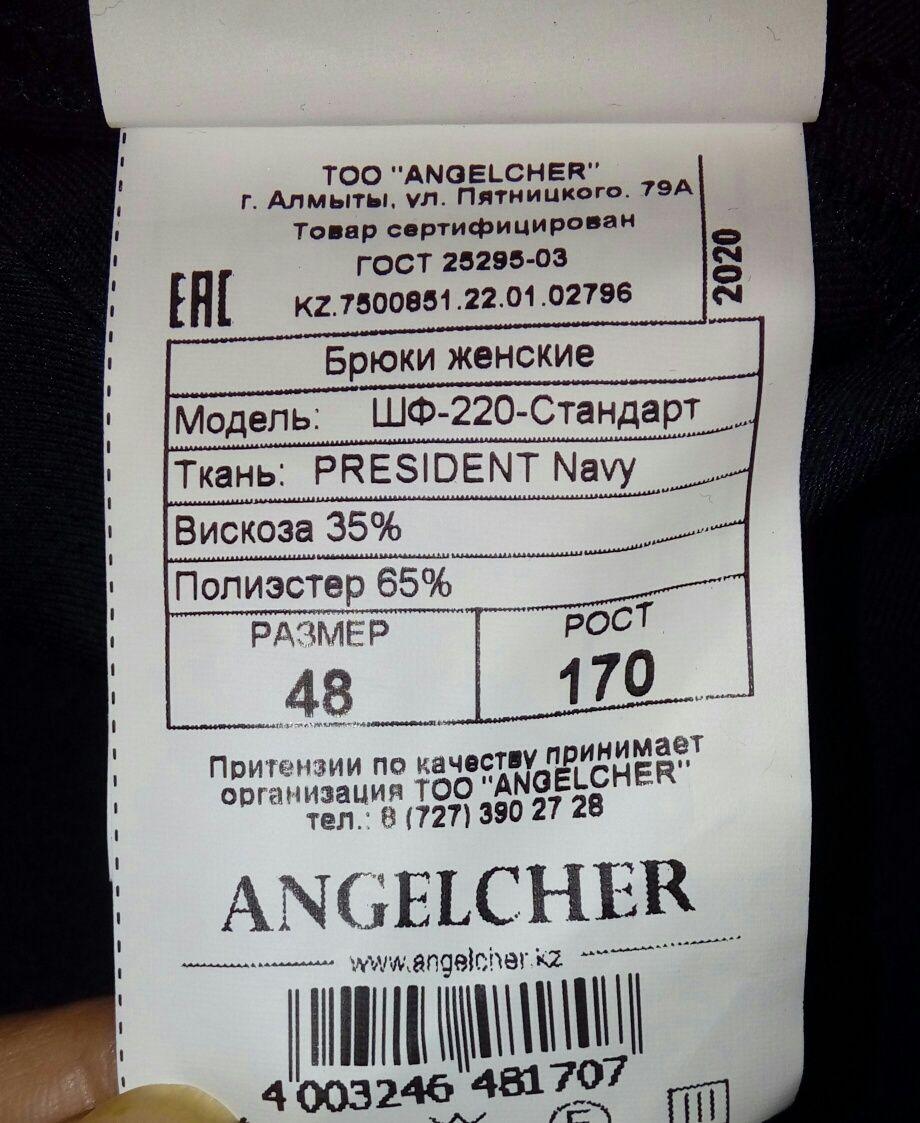 ТОО "ANGELCHER"
г. Алмыты, ул. Пятницкого. 79А
Товар сертифицирован
ГОСТ 25295-03
KZ.7500851.22.01.02796
2020
EAC
Брюки женские
Модель: ШФ-220-Стандарт
Ткань: PRESIDENT Navy
Вискоза 35%
Полиэстер 65%
РАЗМЕР РОСТ
48 170
Притензии по качеству принимает
организация ТОО "ANGELCHER"
тел.: 8 (727) 390 27 28
ANGELCHER
www.angelcher.kz
4 003246 481707